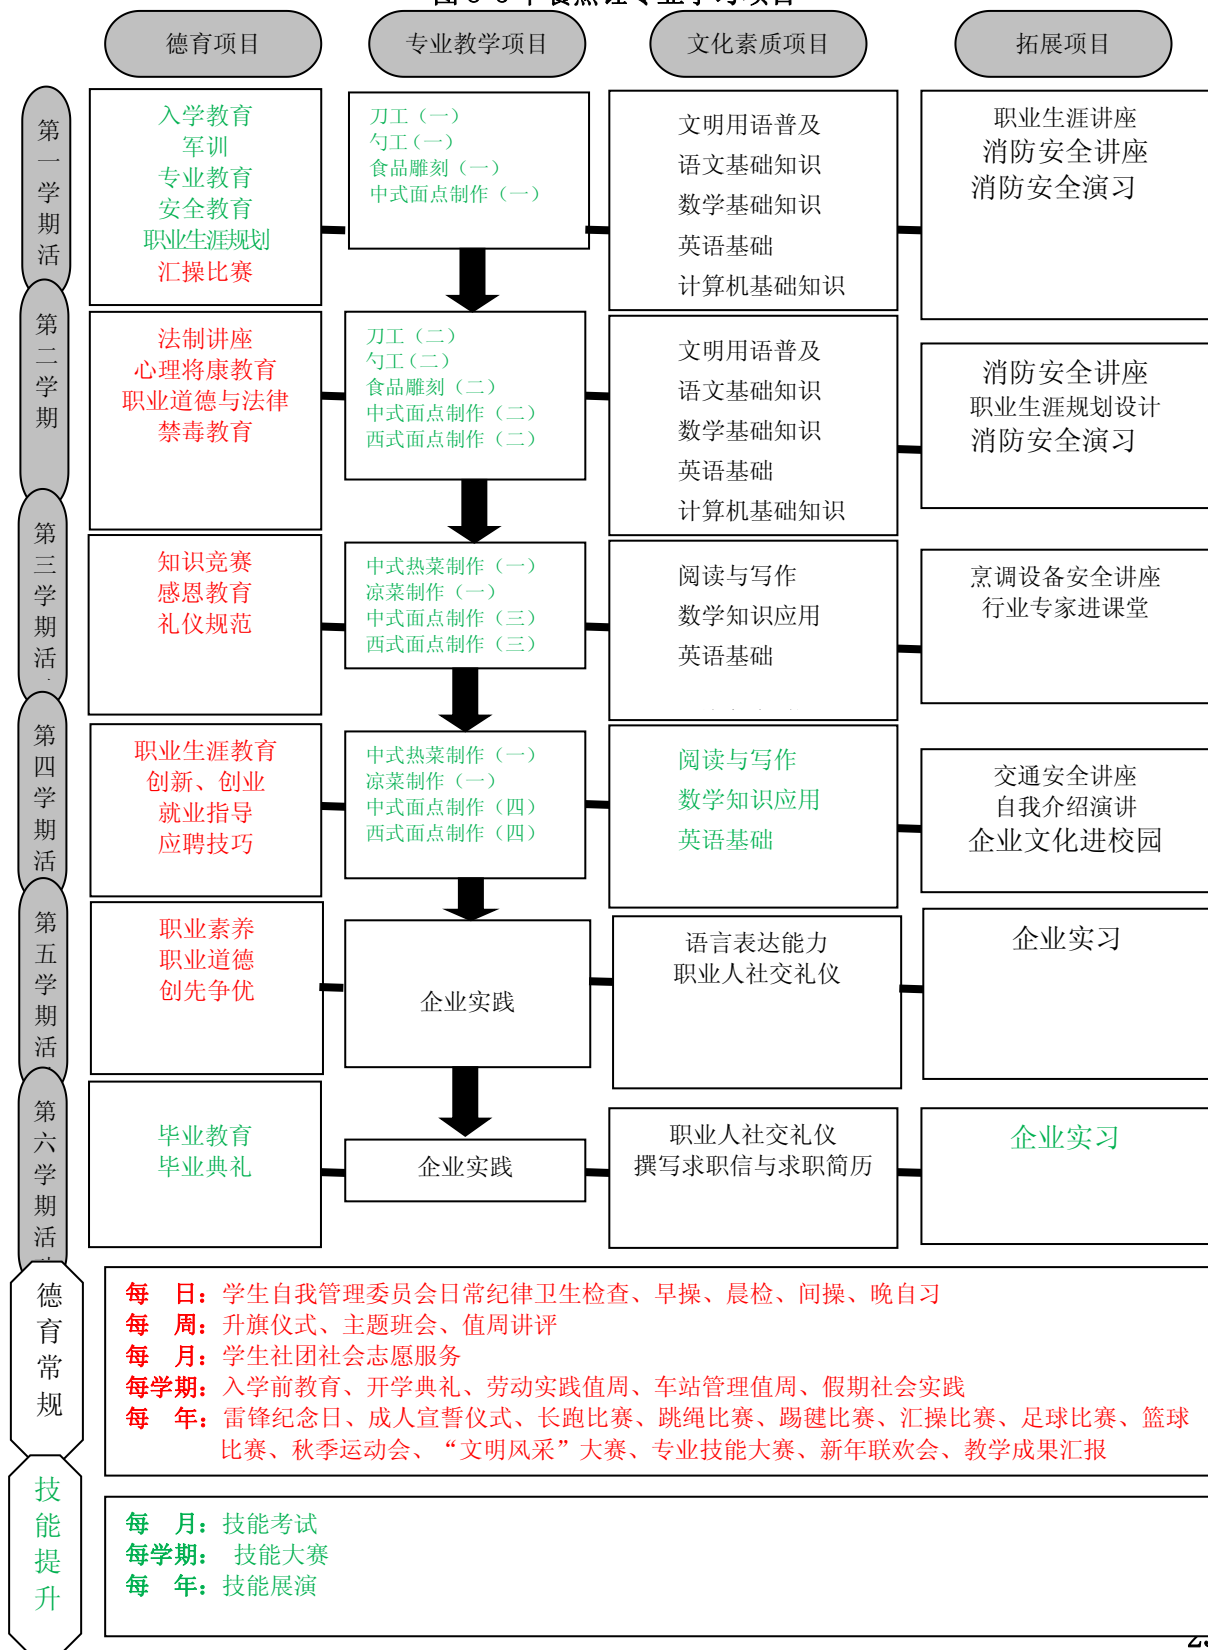 德育项目
专业教学项目
文化素质项目
拓展项目
第一学期活
入学教育
军训
专业教育
安全教育
职业生涯规划
汇操比赛
刀工（一）
勺工（一）
食品雕刻（一）
中式面点制作（一）
文明用语普及
语文基础知识
数学基础知识
英语基础
计算机基础知识
职业生涯讲座
消防安全讲座
消防安全演习
第二学期
法制讲座
心理将康教育
职业道德与法律
禁毒教育
刀工（二）
勺工（二）
食品雕刻（二）
中式面点制作（二）
西式面点制作（二）
文明用语普及
语文基础知识
数学基础知识
英语基础
计算机基础知识
消防安全讲座
职业生涯规划设计
消防安全演习
第三学期活
知识竞赛
感恩教育
礼仪规范
中式热菜制作（一）
凉菜制作（一）
中式面点制作（三）
西式面点制作（三）
阅读与写作
数学知识应用
英语基础
烹调设备安全讲座
行业专家进课堂
第四学期活
职业生涯教育
创新、创业
就业指导
应聘技巧
中式热菜制作（一）
凉菜制作（一）
中式面点制作（四）
西式面点制作（四）
阅读与写作
数学知识应用
英语基础
交通安全讲座
自我介绍演讲
企业文化进校园
第五学期活
职业素养
职业道德
创先争优
企业实践
语言表达能力
职业人社交礼仪
企业实习
第六学期活
毕业教育
毕业典礼
企业实践
职业人社交礼仪
撰写求职信与求职简历
企业实习
德育常规
每 日：学生自我管理委员会日常纪律卫生检查、早操、晨检、间操、晚自习
每 周：升旗仪式、主题班会、值周讲评
每 月：学生社团社会志愿服务
每学期：入学前教育、开学典礼、劳动实践值周、车站管理值周、假期社会实践
每 年：雷锋纪念日、成人宣誓仪式、长跑比赛、跳绳比赛、踢毽比赛、汇操比赛、足球比赛、篮球
比赛、秋季运动会、“文明风采”大赛、专业技能大赛、新年联欢会、教学成果汇报
技能提升
每 月：技能考试
每学期： 技能大赛
每 年：技能展演